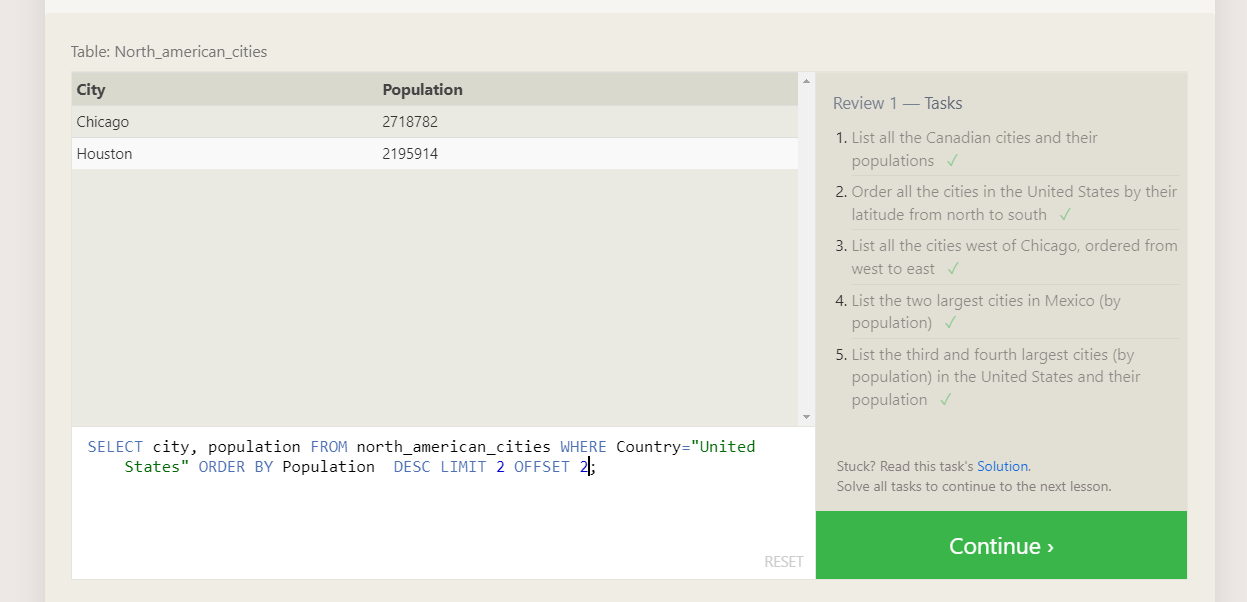 Table: North_american_cities
City Population
Chicago 2718782
Houston 2195914
SELECT city, population FROM north_american_cities WHERE Country="United
States" ORDER BY Population  DESC LIMIT 2 OFFSET 2;
RESET
Review 1 — Tasks
1. List all the Canadian cities and their
populations ✓
2. Order all the cities in the United States by their
latitude from north to south ✓
3. List all the cities west of Chicago, ordered from
west to east ✓
4. List the two largest cities in Mexico (by
population) ✓
5. List the third and fourth largest cities (by
population) in the United States and their
population ✓
Stuck? Read this task's Solution.
Solve all tasks to continue to the next lesson.
Continue ›